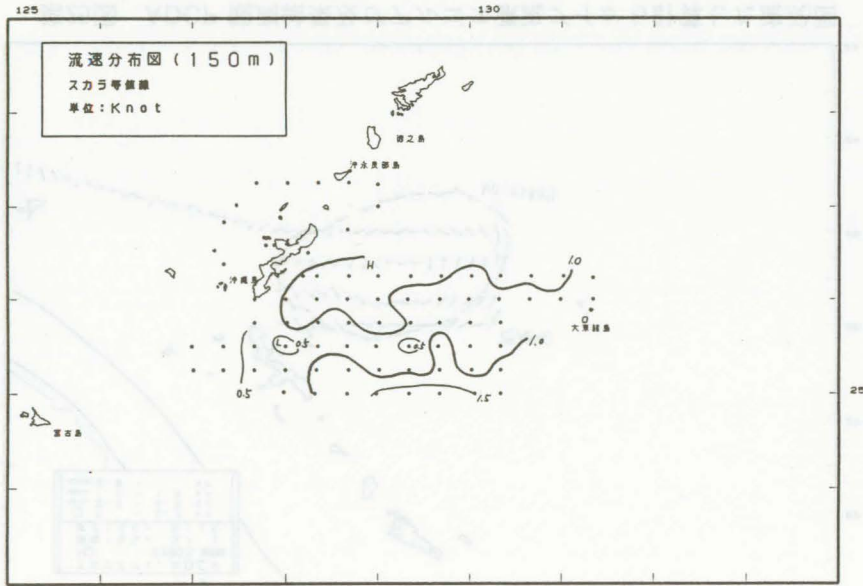 125
130
流速分布図 (150m)
スカラ等値線
単位:Knot
徳之島
沖永良部島
沖縄島
H
1.0
大東諸島
L
0.5
0.5
1.0
0.5
1.5
25
宮古島